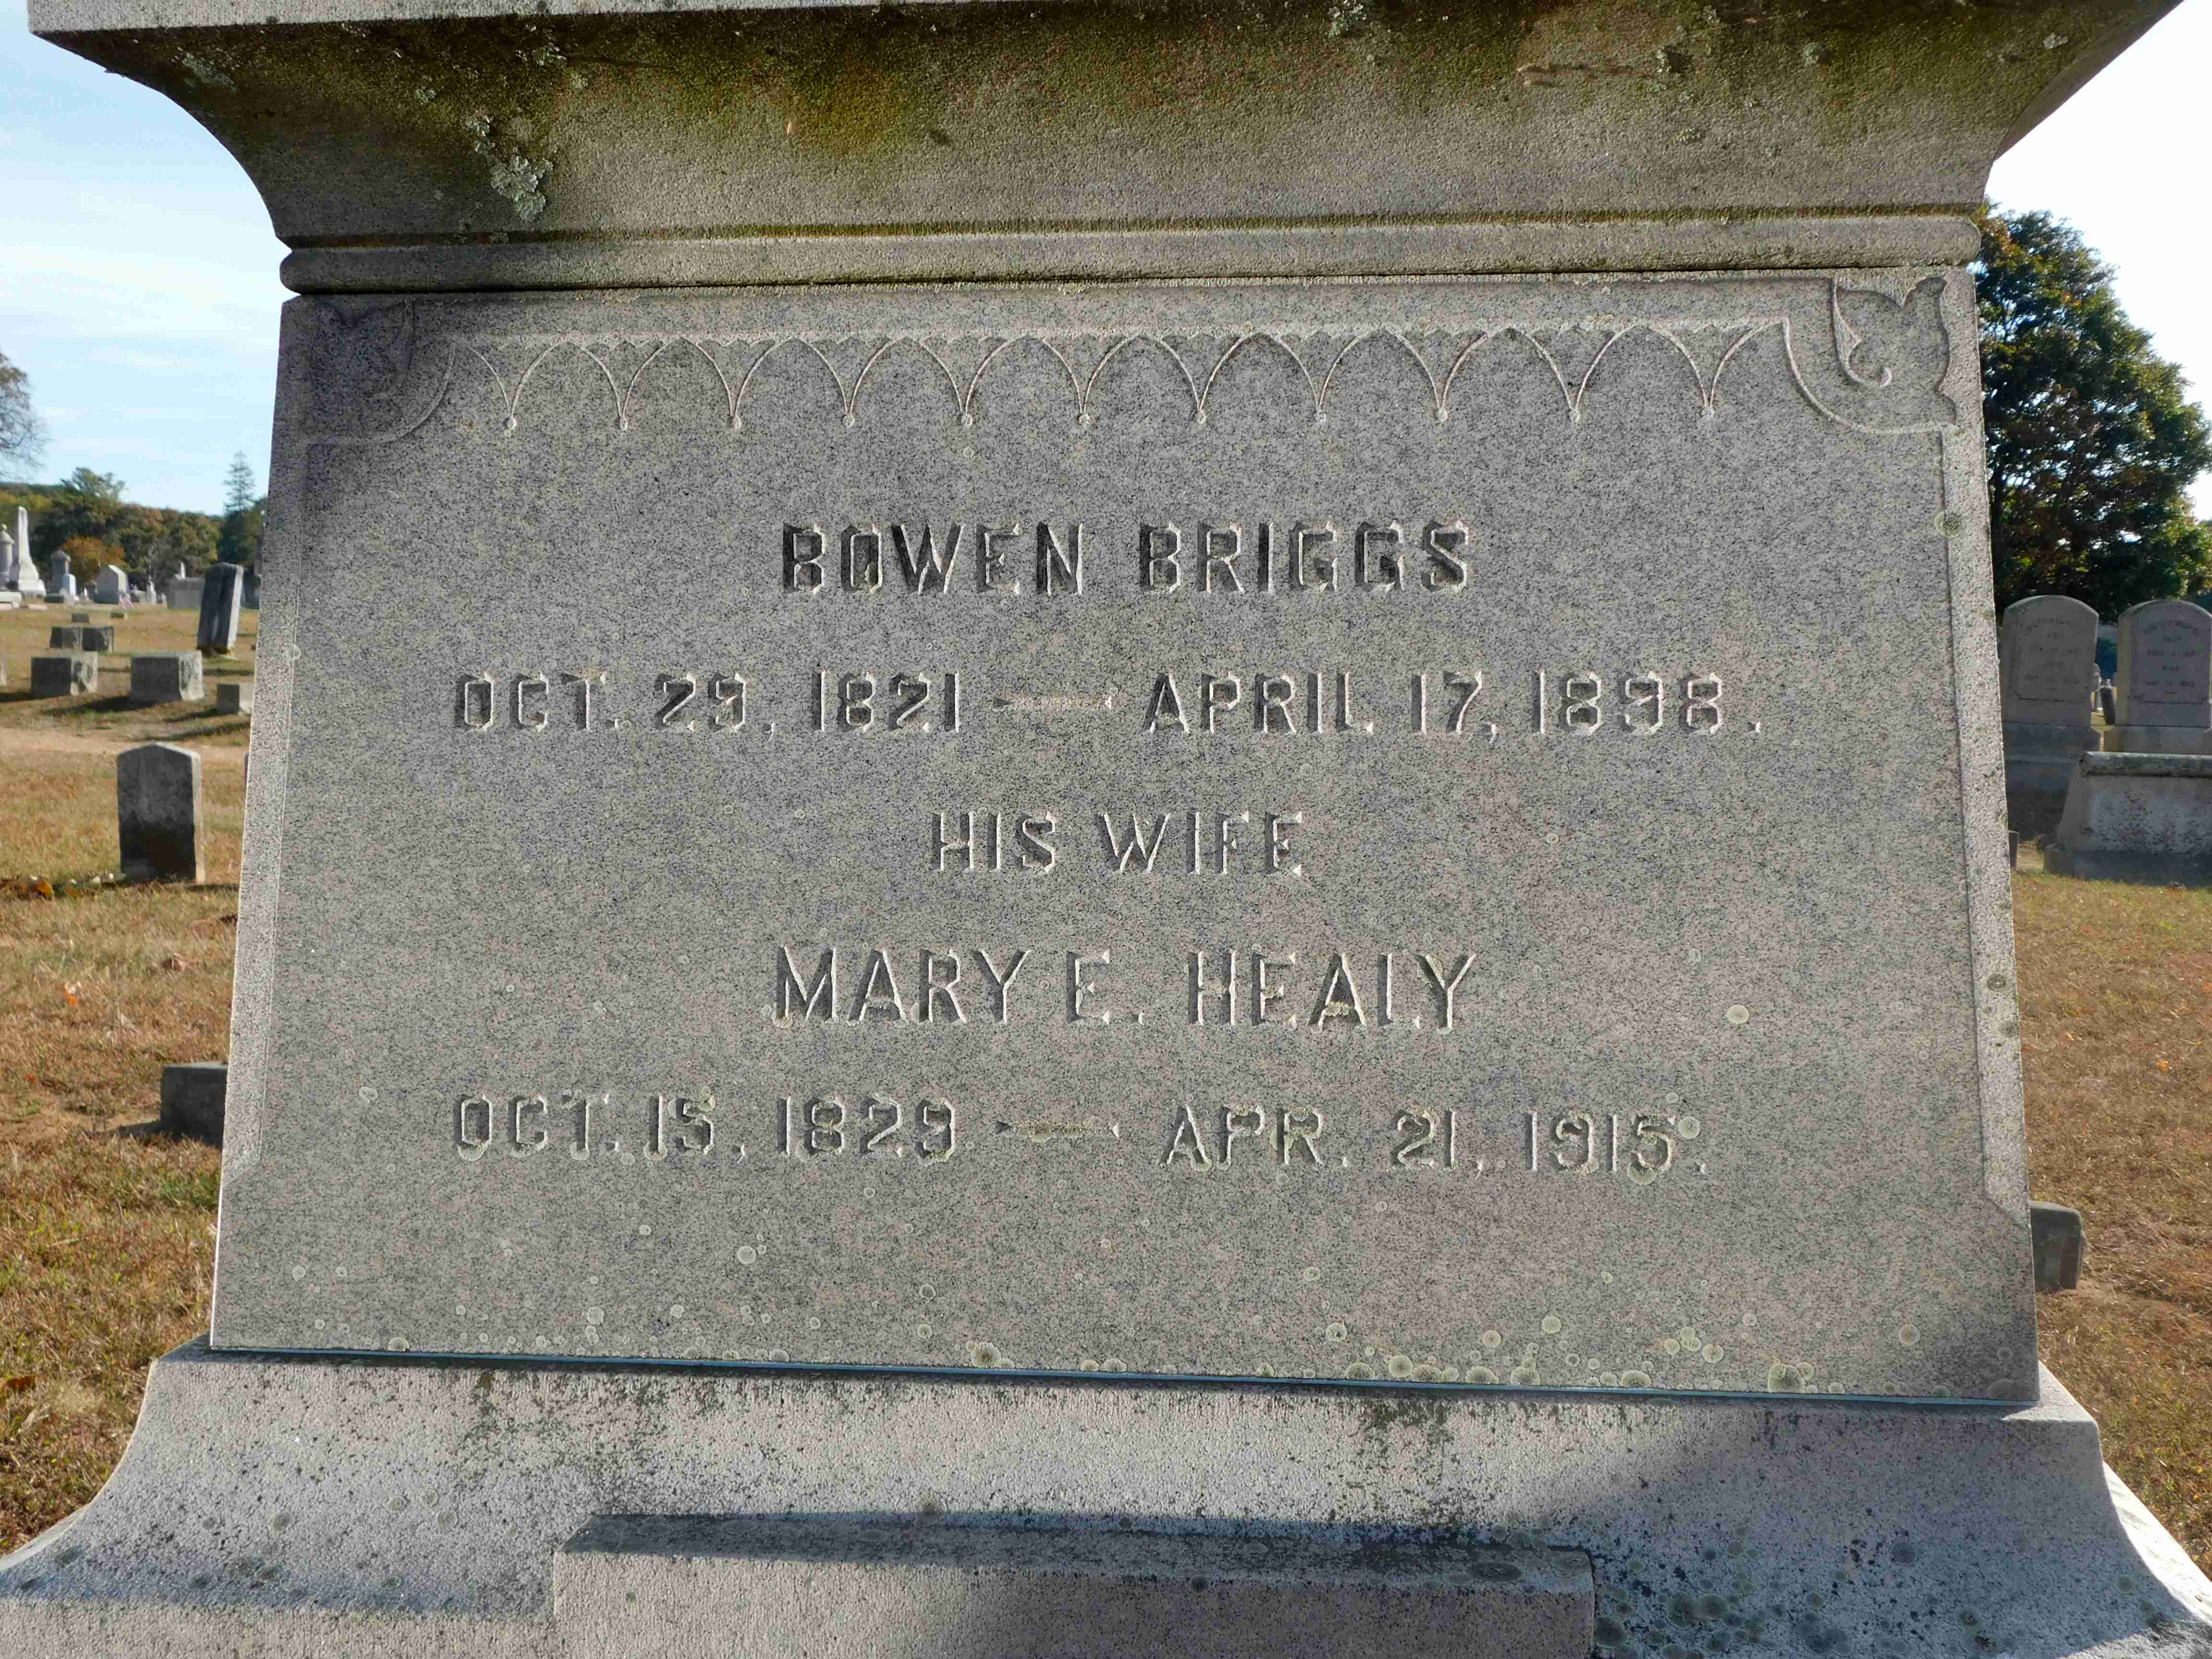 BOWEN BRIGGS
OCT. 29, 1821 — APRIL 17, 1898.
HIS WIFE
MARY E. HEALY
OCT. 15, 1829 — APR. 21, 1915.